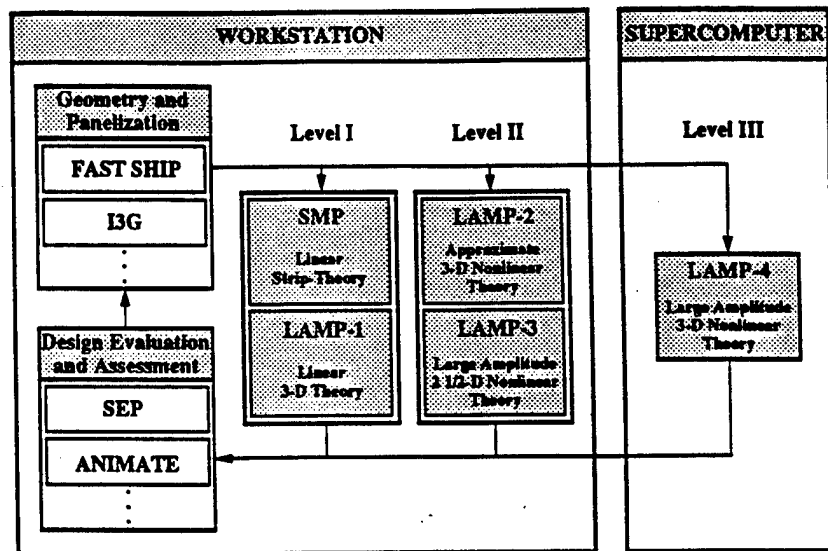 WORKSTATION
SUPERCOMPUTER
Geometry and
Panelization
FAST SHIP
I3G
Level I
Level II
Level III
SMP
Linear
Strip-Theory
LAMP-1
Linear
3-D Theory
LAMP-2
Approximate
3-D Nonlinear
Theory
LAMP-3
Large Amplitude
2 1/2-D Nonlinear
Theory
LAMP-4
Large Amplitude
3-D Nonlinear
Theory
Design Evaluation
and Assessment
SEP
ANIMATE